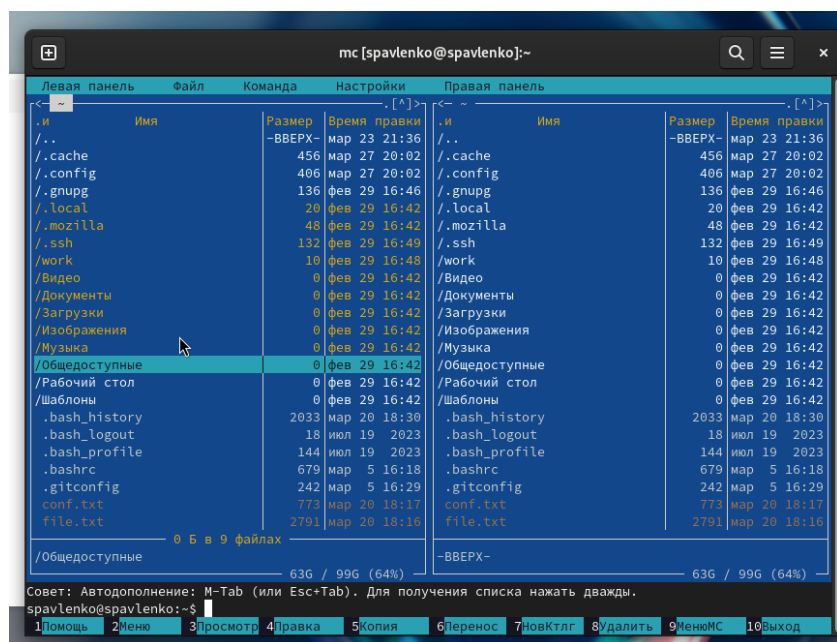 mc [spavlenko@spavlenko]:~
Левая панель Файл Команда Настройки Правая панель
<— ~ .[^]> <— ~ .[^]>
.и Имя Размер Время правки .и Имя Размер Время правки
/.. -ВВЕРХ- мар 23 21:36 /.. -ВВЕРХ- мар 23 21:36
/.cache 456 мар 27 20:02 /.cache 456 мар 27 20:02
/.config 406 мар 27 20:02 /.config 406 мар 27 20:02
/.gnupg 136 фев 29 16:46 /.gnupg 136 фев 29 16:46
/.local 20 фев 29 16:42 /.local 20 фев 29 16:42
/.mozilla 48 фев 29 16:42 /.mozilla 48 фев 29 16:42
/.ssh 132 фев 29 16:49 /.ssh 132 фев 29 16:49
/work 10 фев 29 16:48 /work 10 фев 29 16:48
/Видео 0 фев 29 16:42 /Видео 0 фев 29 16:42
/Документы 0 фев 29 16:42 /Документы 0 фев 29 16:42
/Загрузки 0 фев 29 16:42 /Загрузки 0 фев 29 16:42
/Изображения 0 фев 29 16:42 /Изображения 0 фев 29 16:42
/Музыка 0 фев 29 16:42 /Музыка 0 фев 29 16:42
/Общедоступные 0 фев 29 16:42 /Общедоступные 0 фев 29 16:42
/Рабочий стол 0 фев 29 16:42 /Рабочий стол 0 фев 29 16:42
/Шаблоны 0 фев 29 16:42 /Шаблоны 0 фев 29 16:42
.bash_history 2033 мар 20 18:30 .bash_history 2033 мар 20 18:30
.bash_logout 18 июл 19 2023 .bash_logout 18 июл 19 2023
.bash_profile 144 июл 19 2023 .bash_profile 144 июл 19 2023
.bashrc 679 мар 5 16:18 .bashrc 679 мар 5 16:18
.gitconfig 242 мар 5 16:29 .gitconfig 242 мар 5 16:29
conf.txt 773 мар 20 18:17 conf.txt 773 мар 20 18:17
file.txt 2791 мар 20 18:16 file.txt 2791 мар 20 18:16
0 Б в 9 файлах
/Общедоступные -ВВЕРХ-
63G / 99G (64%) 63G / 99G (64%)
Совет: Автодополнение: M-Tab (или Esc+Tab). Для получения списка нажать дважды.
spavlenko@spavlenko:~$
1Помощь 2Меню 3Просмотр 4Правка 5Копия 6Перенос 7НовКтлг 8Удалить 9МенюМС 10Выход